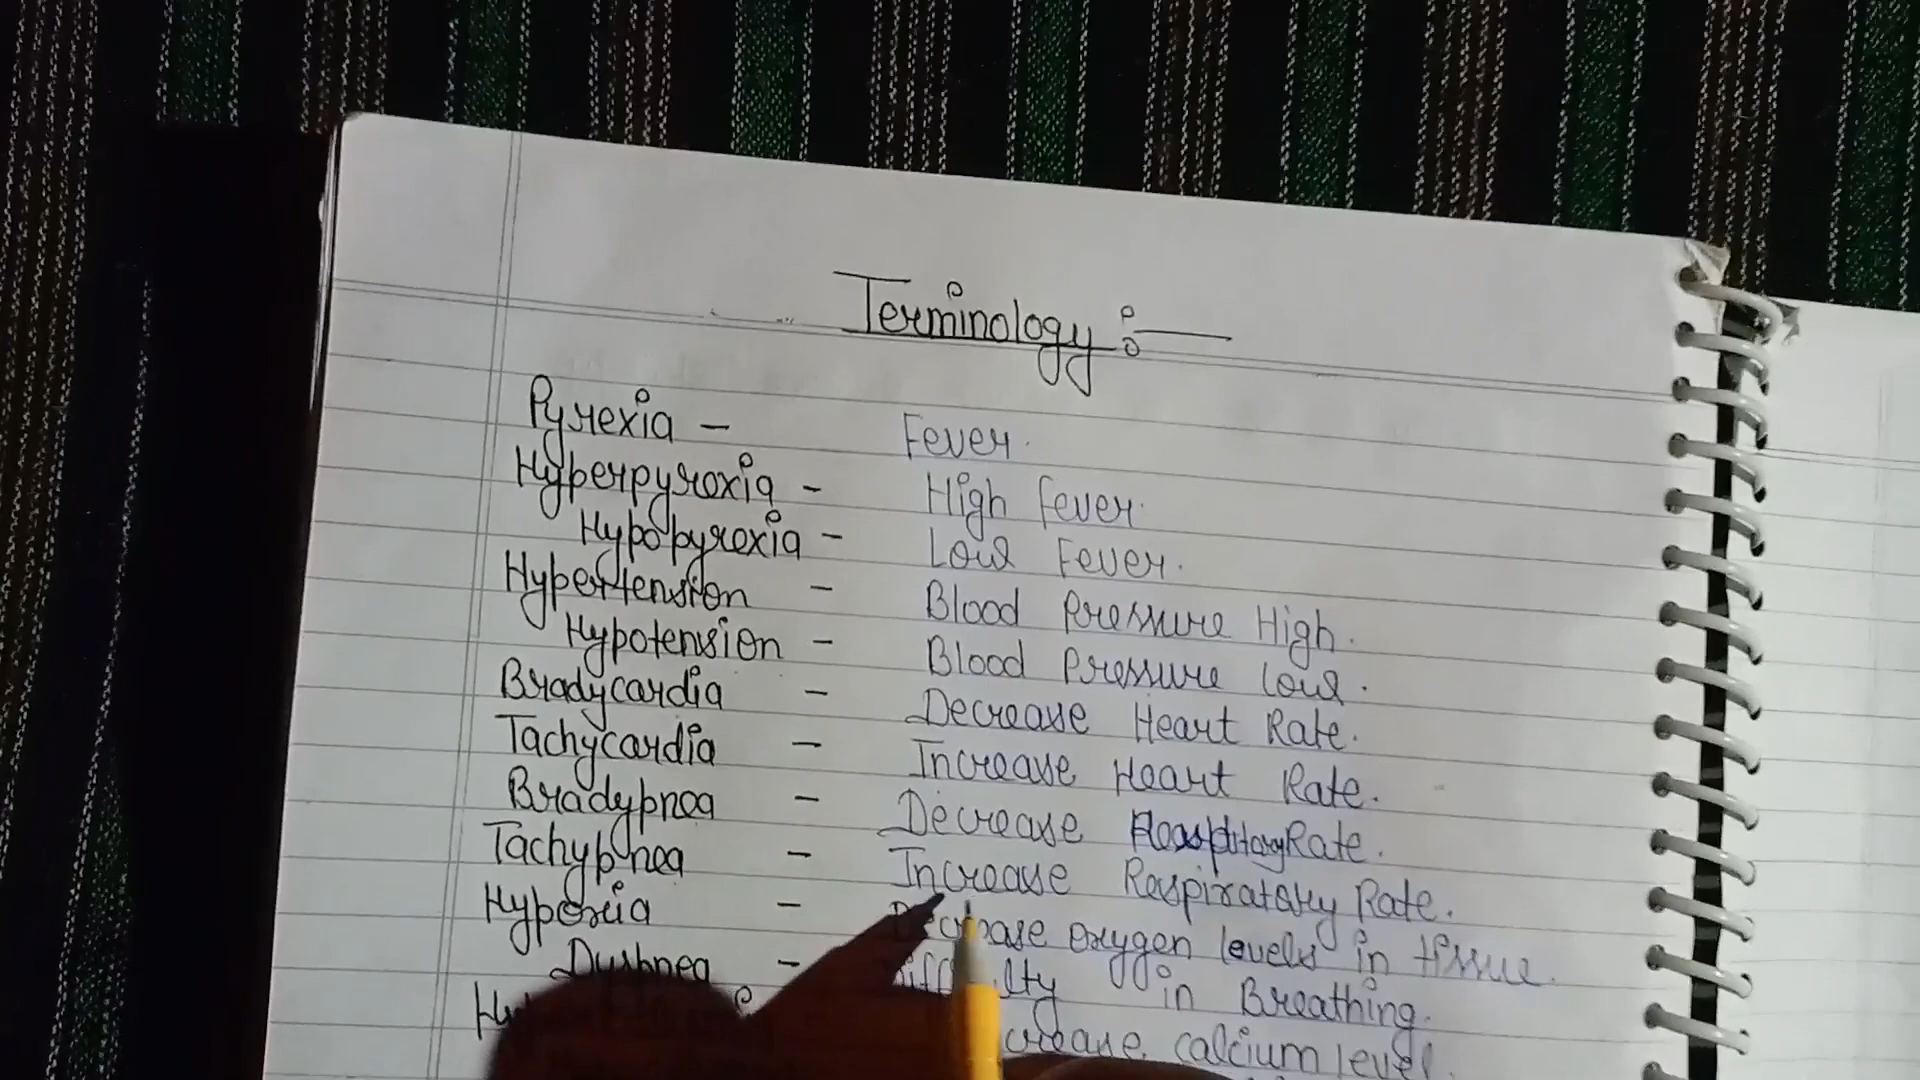 Terminology :—
Pyrexia - Fever.
Hyperpyrexia - High Fever.
Hypopyrexia - Low Fever.
Hypertension - Blood Pressure High.
Hypotension - Blood Pressure Low.
Bradycardia - Decrease Heart Rate.
Tachycardia - Increase Heart Rate.
Bradypnea - Decrease Rate.
Tachypnea - Increase Respiratory Rate.
Hypoxia - Decrease oxygen levels in tissue.
Dyspnea - Difficulty in Breathing.
calcium level.